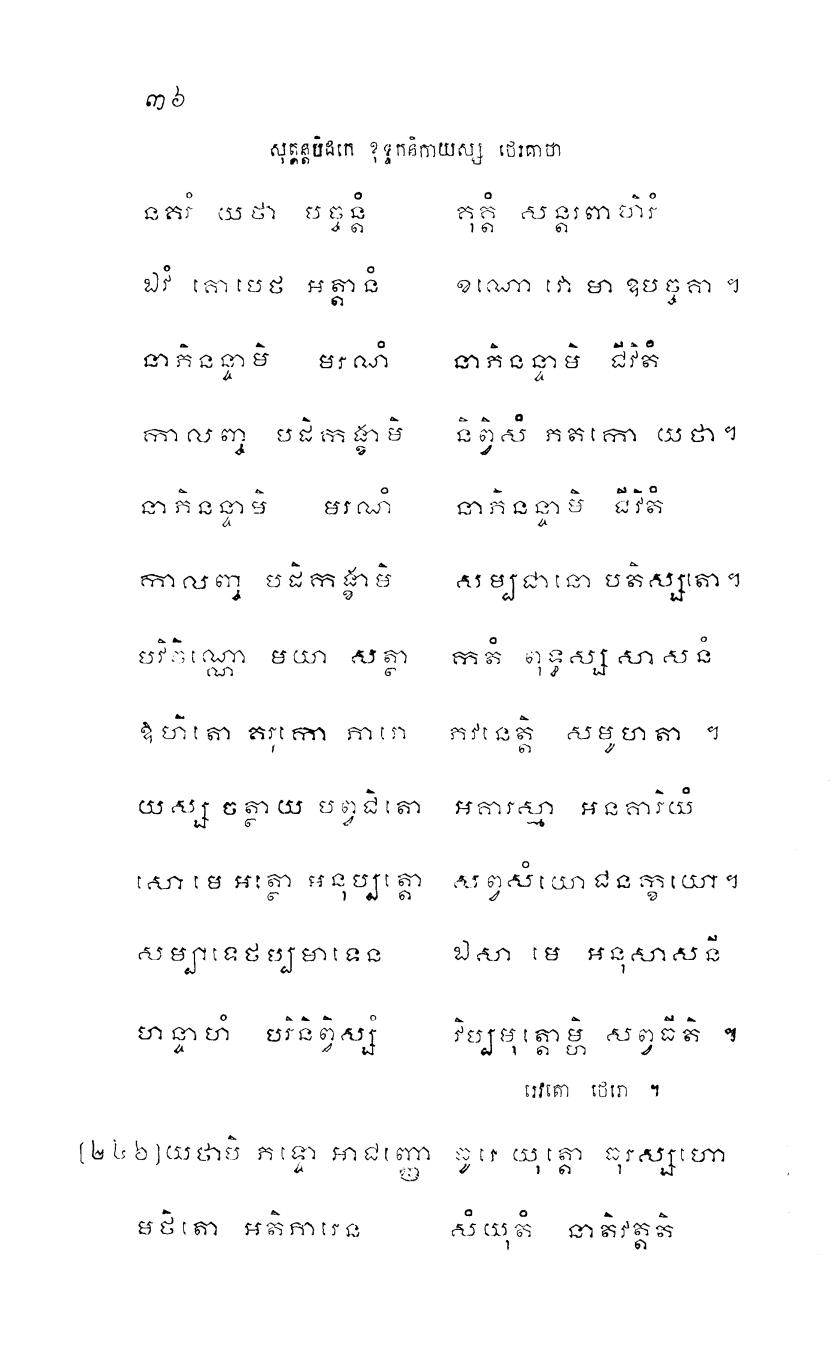 ៣៦
សុត្តន្តបិដកេ ខុទ្ទកនិកាយស្ស ថេរគាថា
នគរំ យថា បច្ចន្តំ គុត្តំ សន្តរពាហិរំ
ឯវំ គោបេថ អត្តានំ ខណោ វោ មា ឧបច្ចគា ។
នាភិនន្ទាមិ មរណំ នាភិនន្ទាមិ ជីវិតំ
កាលញ្ច បដិកង្ខាមិ និព្វិសំ ភតកោ យថា។
នាភិនន្ទាមិ មរណំ នាភិនន្ទាមិ ជីវិតំ
កាលញ្ច បដិកង្ខាមិ សម្បជានោ បតិស្សតោ។
បរិចិណ្ណោ មយា សត្ថា កតំ ពុទ្ធស្ស សាសនំ
ឱហិតោ គរុកោ ភារោ ភវនេត្តិ សមូហតា ។
យស្ស ចត្ថាយ បព្វជិតោ អគារស្មា អនគារិយំ
សោ មេ អត្ថោ អនុប្បត្តោ សព្វសំយោជនក្ខយោ។
សម្បាទេថប្បមាទេន ឯសា មេ អនុសាសនី
ហន្ទាហំ បរិនិព្វិស្សំ វិប្បមុត្តោម្ហិ សព្វធីតិ ៕
រេវតោ ថេរោ ។
(២៤៦)យថាបិ ភទ្ទោ អាជញ្ញោ ធូរេ យុត្តោ ធុរស្សហោ
មថិតោ អតិភារេន សំយុតំ នាតិវត្តតិ